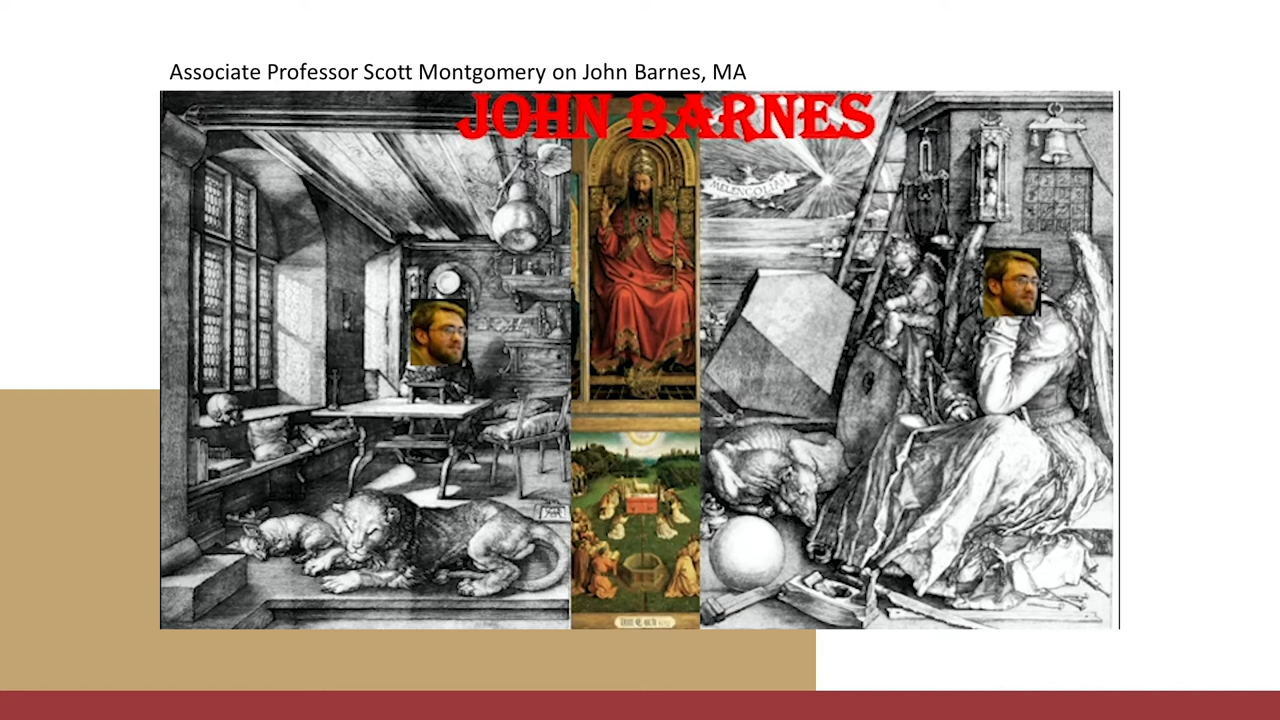 Associate Professor Scott Montgomery on John Barnes, MA
JOHN BARNES
MELENCOLIA I